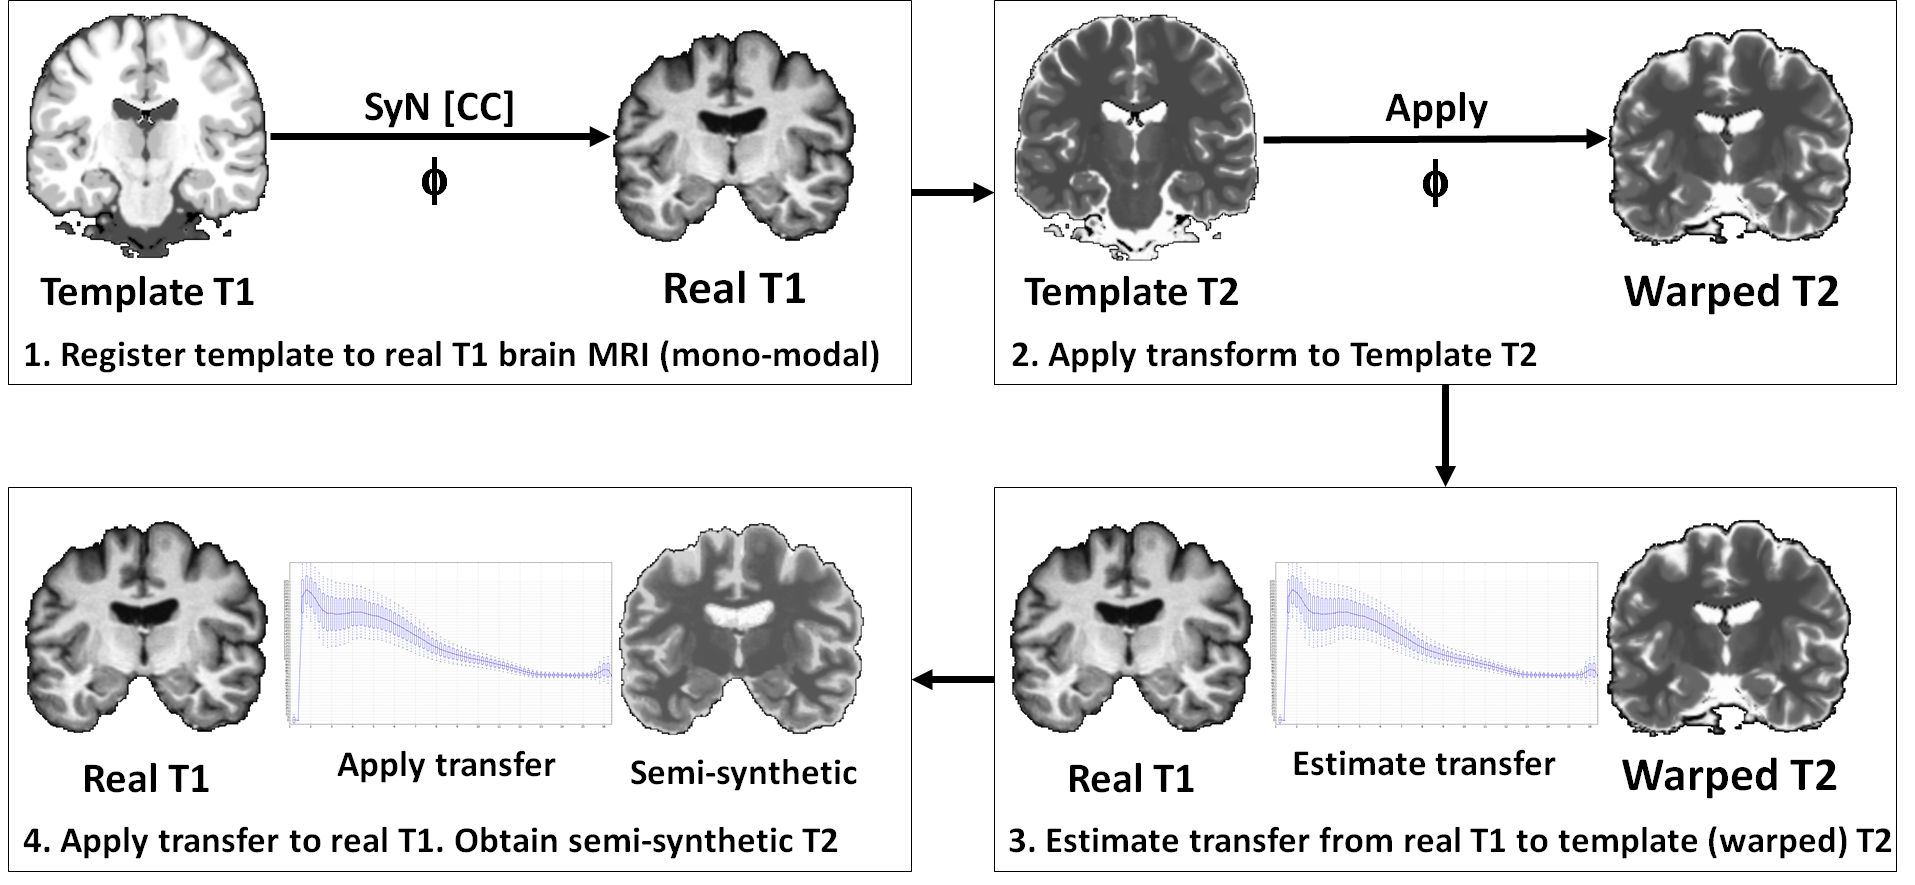 SyN [CC]
ϕ
Template T1
Real T1
1. Register template to real T1 brain MRI (mono-modal)
Apply
ϕ
Template T2
Warped T2
2. Apply transform to Template T2
Real T1
Apply transfer
Semi-synthetic
4. Apply transfer to real T1. Obtain semi-synthetic T2
Real T1
Estimate transfer
Warped T2
3. Estimate transfer from real T1 to template (warped) T2